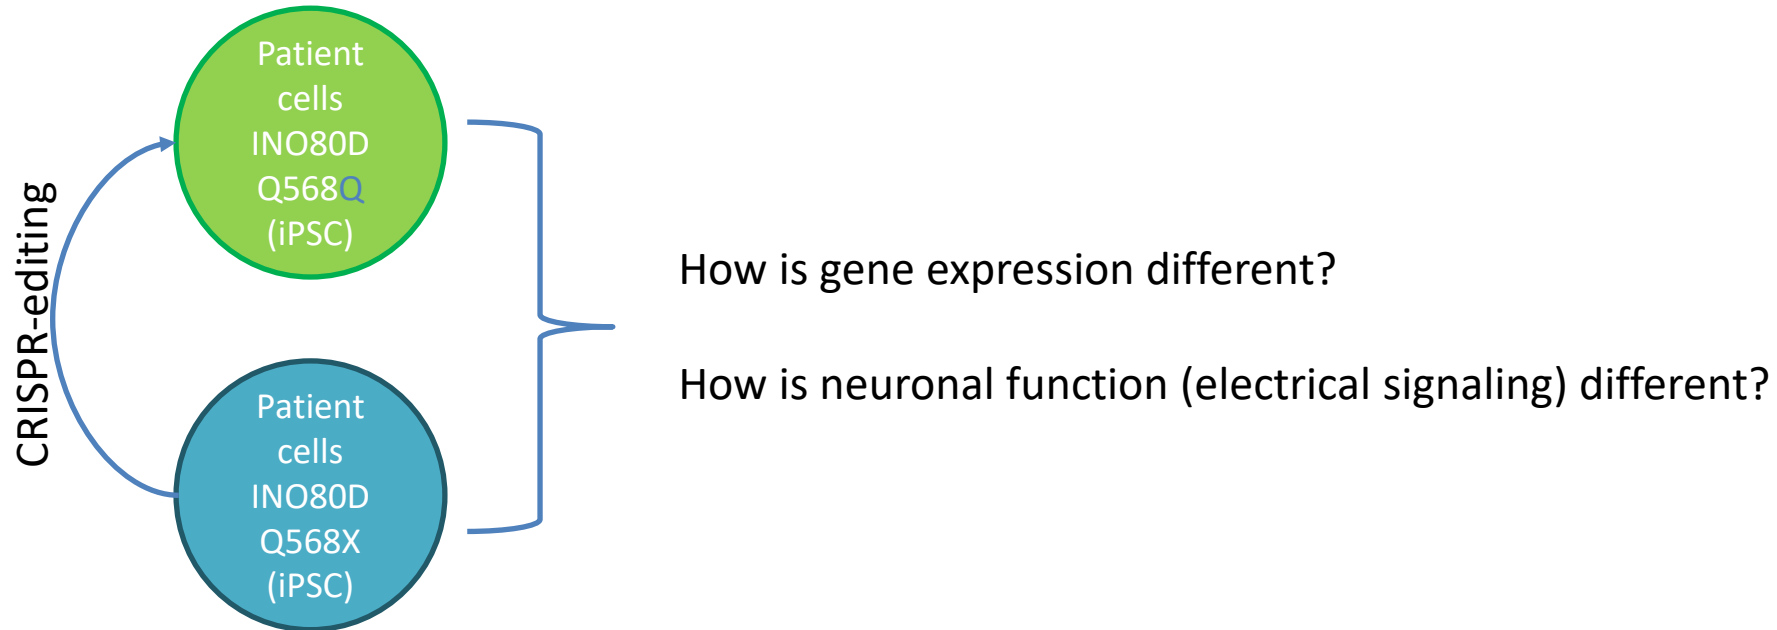 CRISPR-editing
Patient
cells
INO80D
Q568Q
(iPSC)
Patient
cells
INO80D
Q568X
(iPSC)
How is gene expression different?
How is neuronal function (electrical signaling) different?